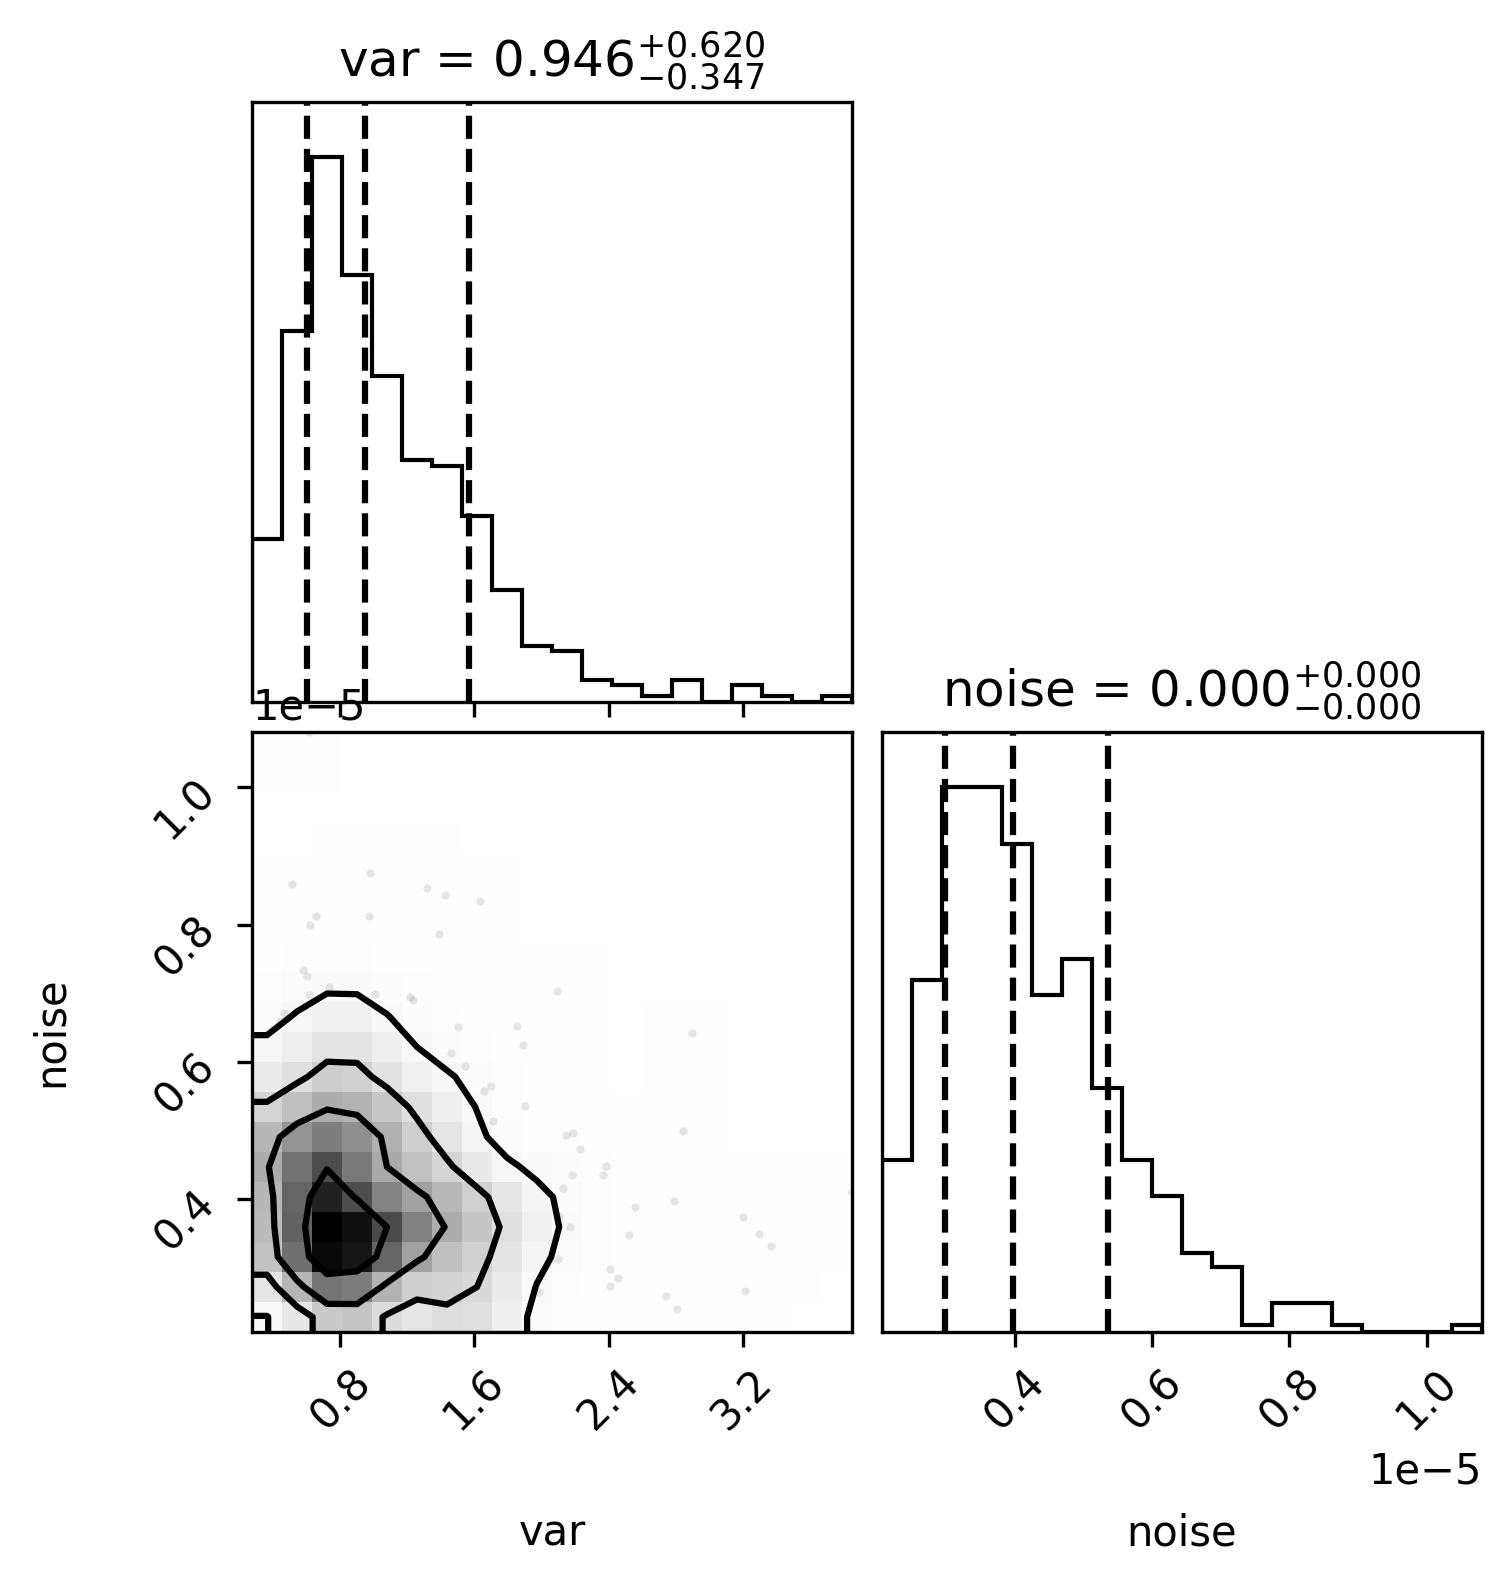 var = 0.946+0.620−0.347
noise = 0.000+0.000−0.000
1e−5
1.0
0.8
0.6
0.4
noise
0.8 1.6 2.4 3.2
0.4 0.6 0.8 1.0
1e−5
var
noise